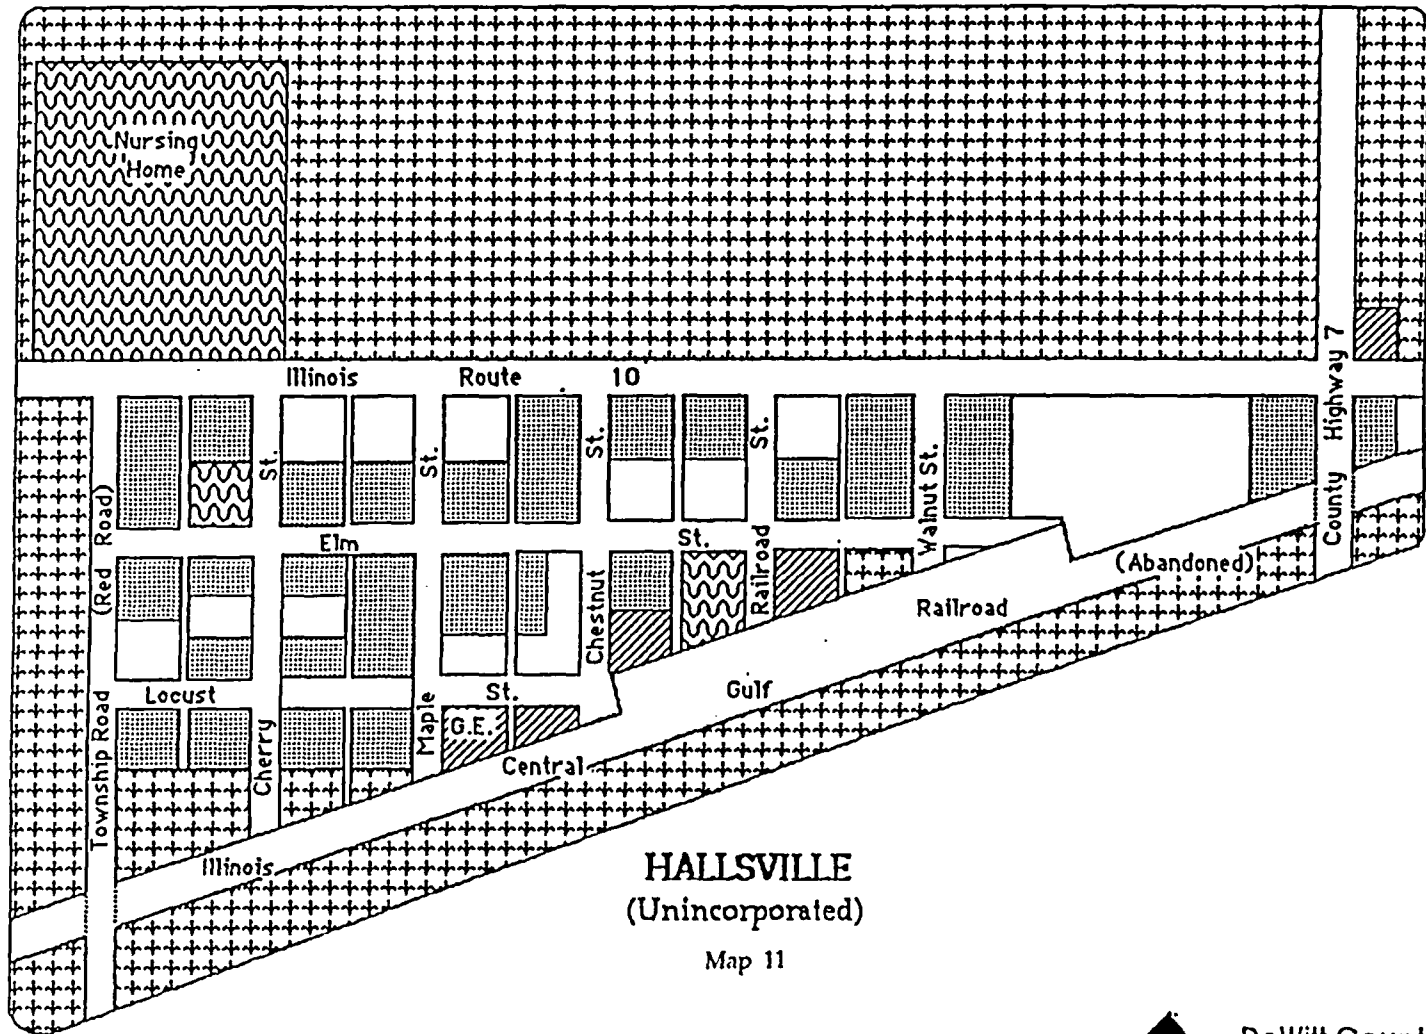 Nursing
Home
Illinois Route 10
St.
St.
St.
St.
Walnut St.
County Highway 7
(Red Road)
Elm St.
Railroad
(Abandoned)
Chestnut
Railroad
Locust St.
Gulf
Maple
G.E.
Cherry
Township Road
Central
Illinois
HALLSVILLE
(Unincorporated)
Map 11